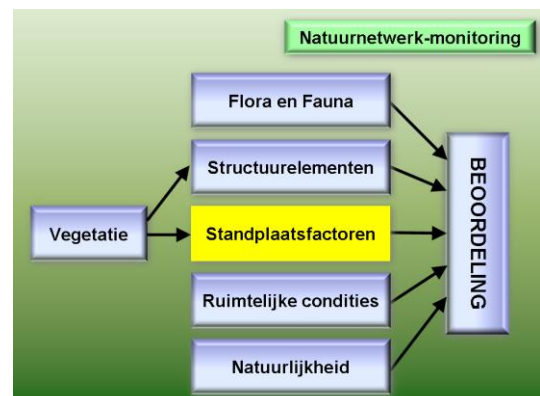 Natuurnetwerk-monitoring
Flora en Fauna
Structuurelementen
Vegetatie
Standplaatsfactoren
Ruimtelijke condities
Natuurlijkheid
BEOORDELING